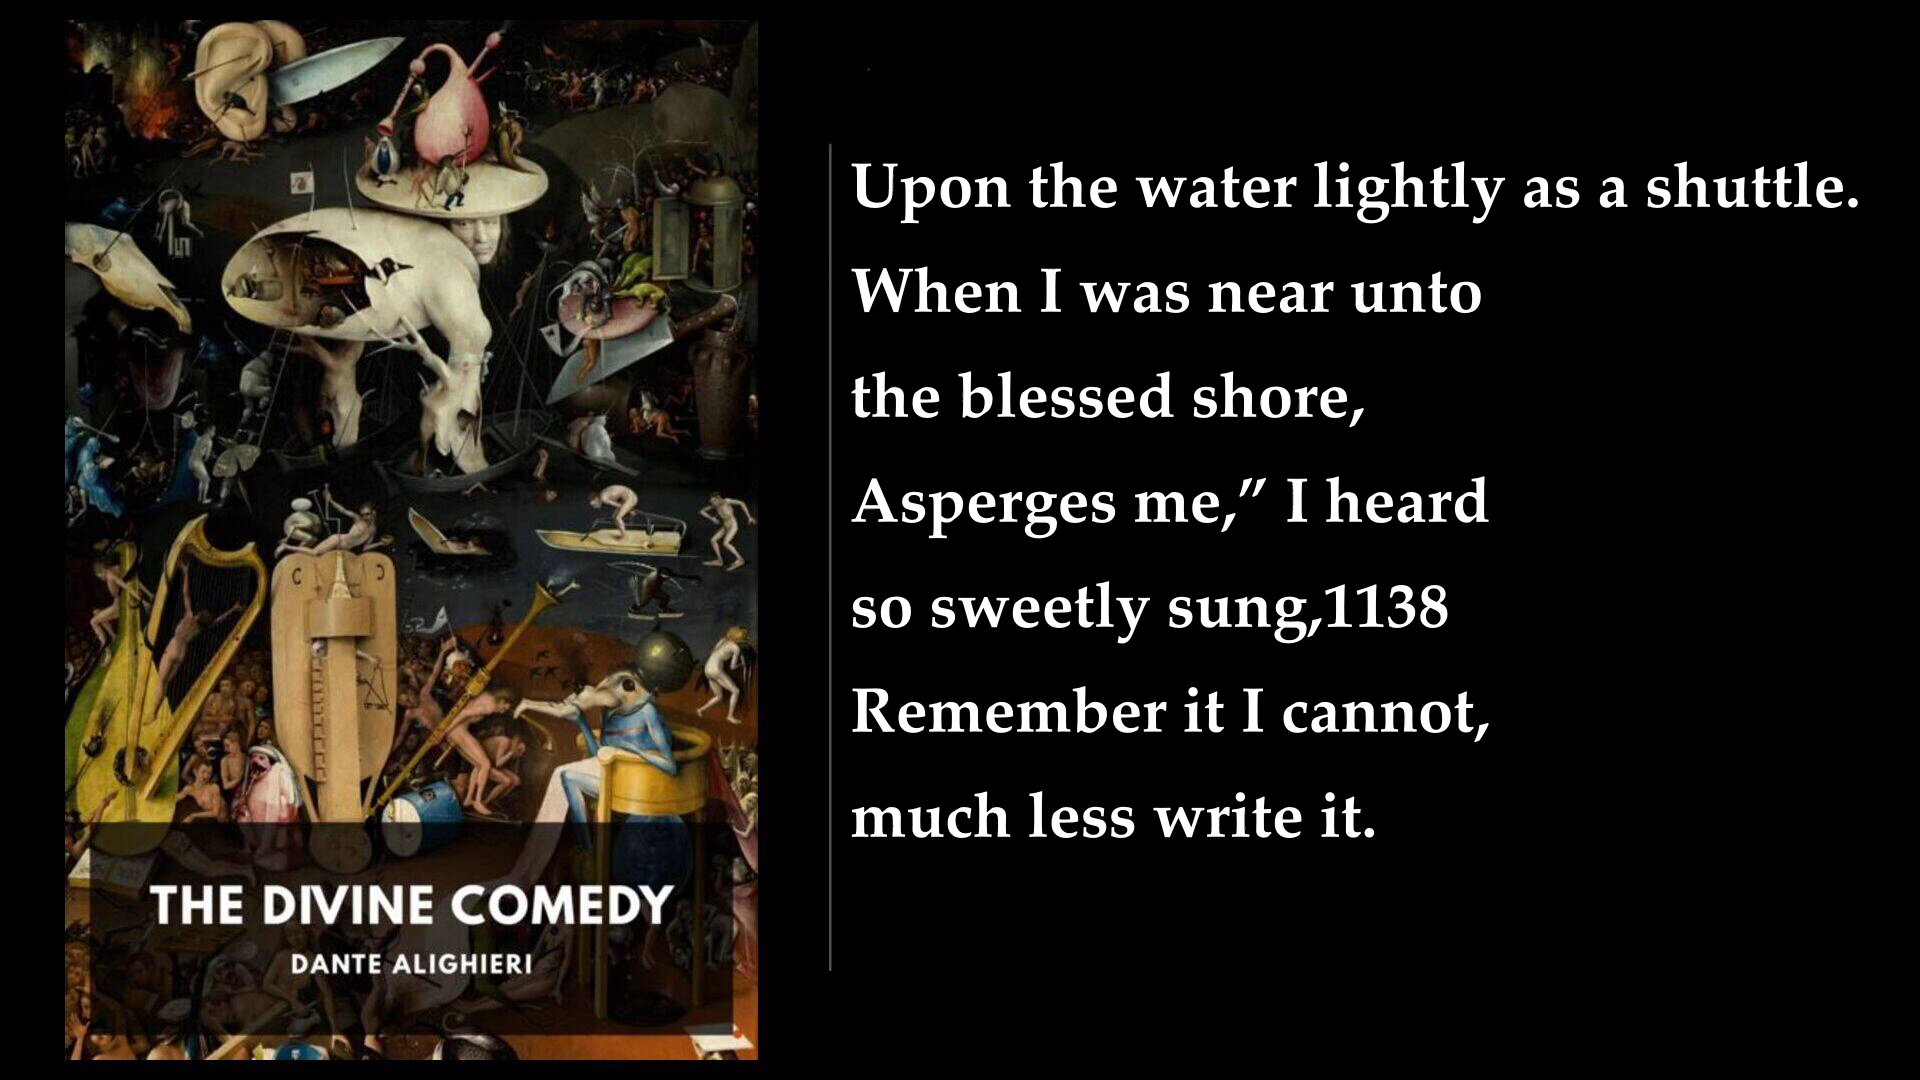 Upon the water lightly as a shuttle.
When I was near unto
the blessed shore,
Asperges me,” I heard
so sweetly sung,1138
Remember it I cannot,
much less write it.
THE DIVINE COMEDY
DANTE ALIGHIERI